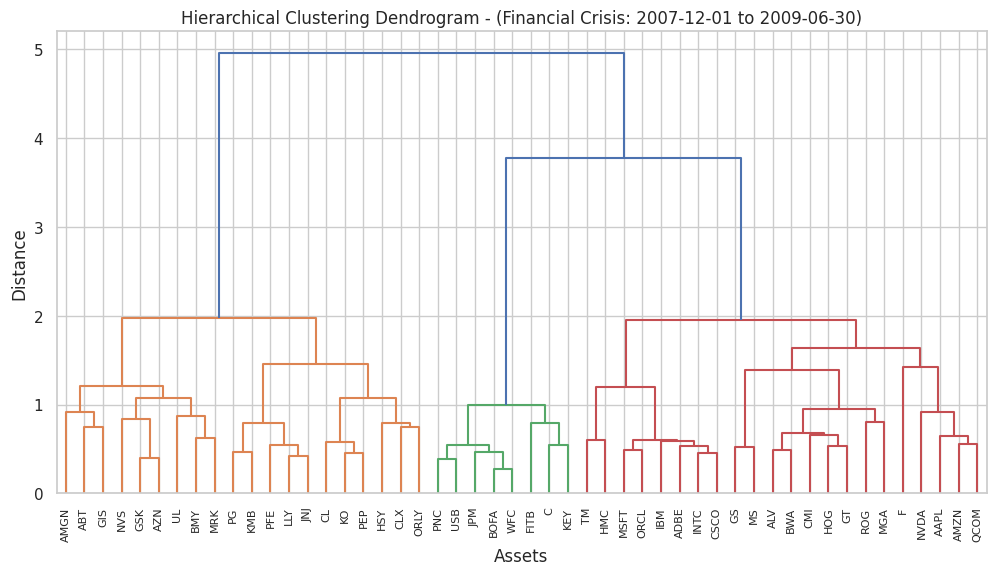 Hierarchical Clustering Dendrogram - (Financial Crisis: 2007-12-01 to 2009-06-30)
5
4
3
2
1
0
Distance
AMGN
ABT
GIS
NVS
GSK
AZN
UL
BMY
MRK
PG
KMB
PFE
LLY
JNJ
CL
KO
PEP
HSY
CLX
ORLY
PNC
USB
JPM
BOFA
WFC
FITB
C
KEY
TM
HMC
MSFT
ORCL
IBM
ADBE
INTC
CSCO
GS
MS
ALV
BWA
CMI
HOG
GT
ROG
MGA
F
NVDA
AAPL
AMZN
QCOM
Assets